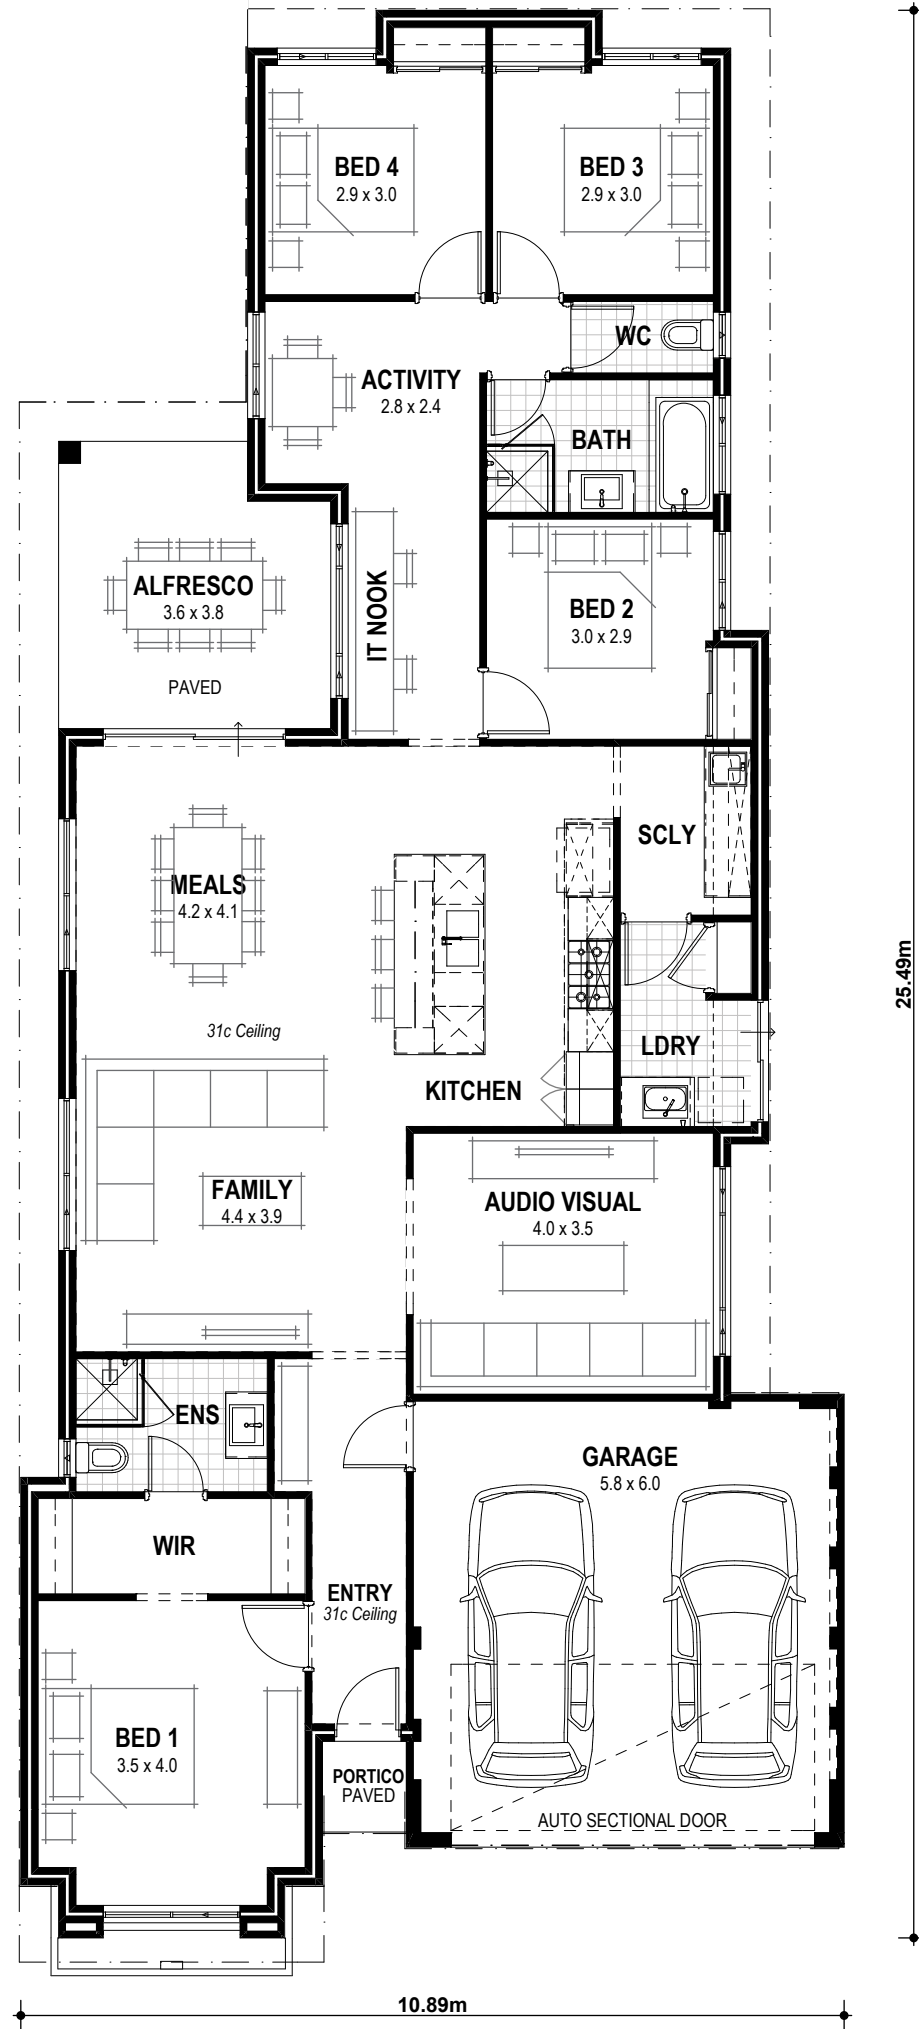 BED 4
2.9 x 3.0
BED 3
2.9 x 3.0
WC
ACTIVITY
2.8 x 2.4
BATH
ALFRESCO
3.6 x 3.8
PAVED
IT NOOK
BED 2
3.0 x 2.9
SCLY
MEALS
4.2 x 4.1
31c Ceiling
KITCHEN
LDRY
25.49m
FAMILY
4.4 x 3.9
AUDIO VISUAL
4.0 x 3.5
ENS
GARAGE
5.8 x 6.0
WIR
ENTRY
31c Ceiling
BED 1
3.5 x 4.0
PORTICO
PAVED
AUTO SECTIONAL DOOR
10.89m